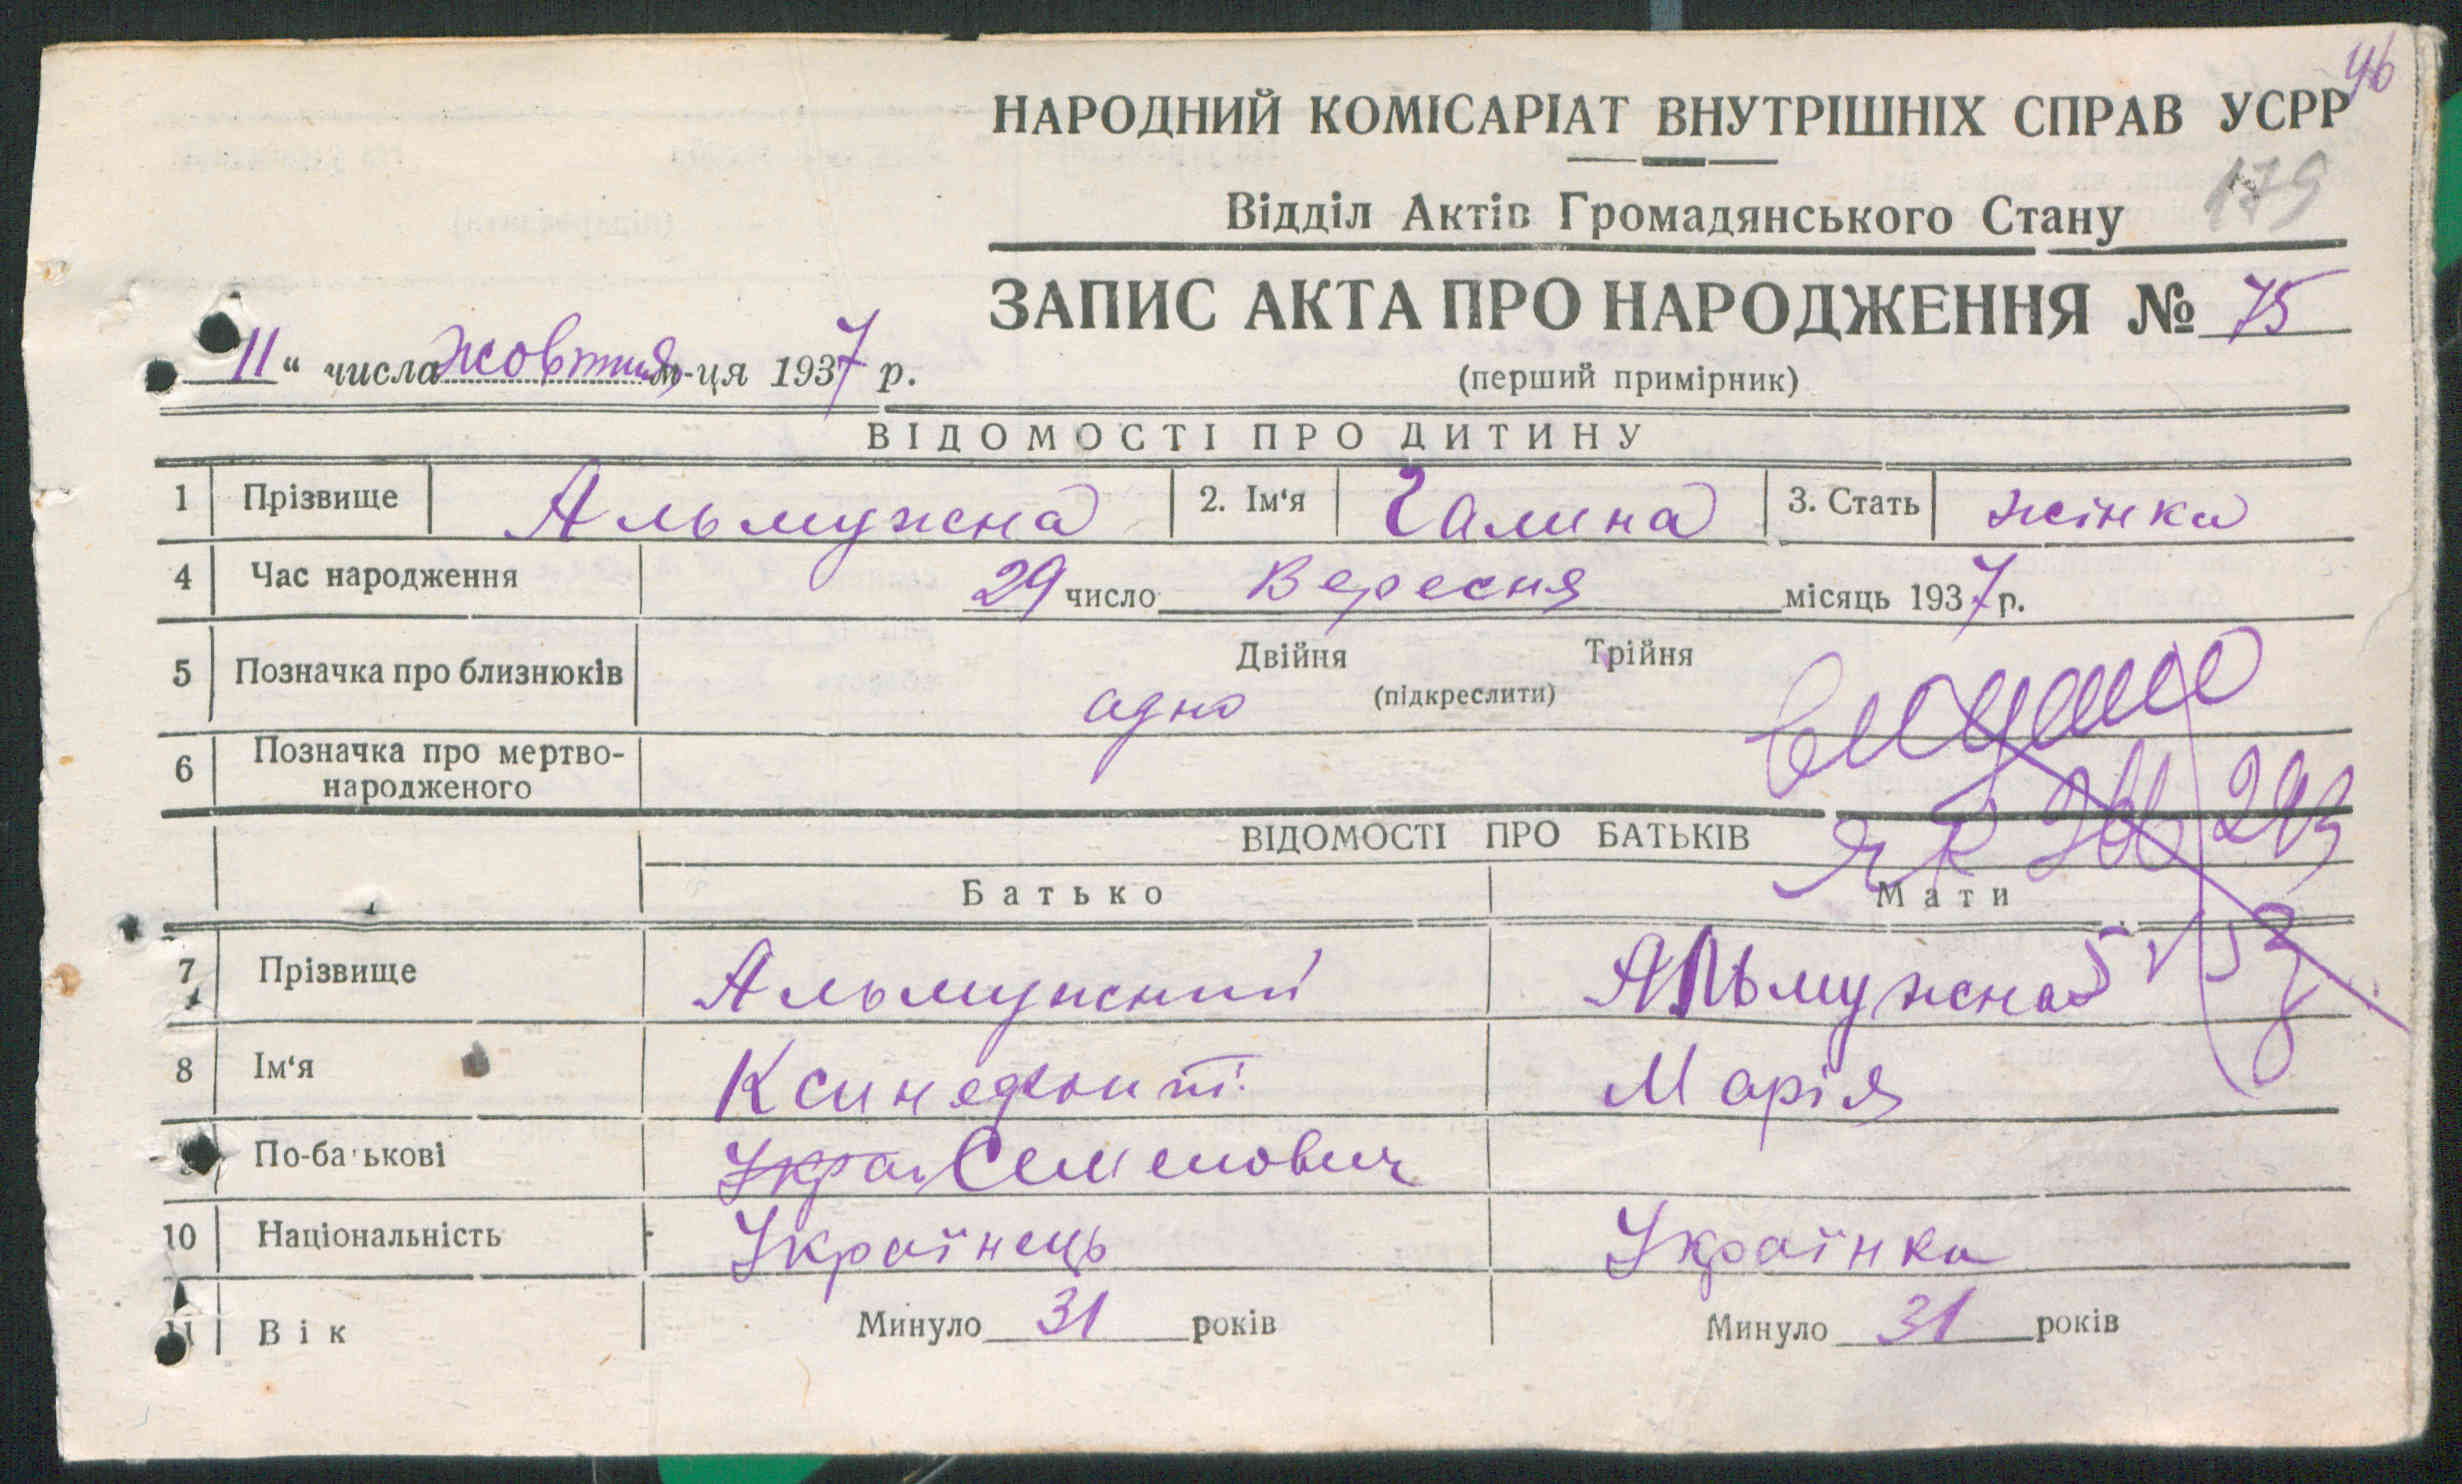 46
НАРОДНИЙ КОМІСАРІАТ ВНУТРІШНІХ СПРАВ УСРР
179
Відділ Актів Громадянського Стану
ЗАПИС АКТА ПРО НАРОДЖЕННЯ № 75
11 “ числа жовтня м-ця 1937 р.
(перший примірник)
ВІДОМОСТІ ПРО ДИТИНУ
1 Прізвище Альмужна 2. Ім‘я Галина 3. Стать жінка
4 Час народження 29 число Вересня місяць 1937 р.
5 Позначка про близнюків Двійня Трійня
одно (підкреслити)
6 Позначка про мертво-
народженого
ВІДОМОСТІ ПРО БАТЬКІВ
Батько Мати
7 Прізвище Альмужний Альмужна
8 Ім‘я Марія
По-батькові Семенович
10 Національність Українець Українка
11 Вік Минуло 31 років Минуло 31 років